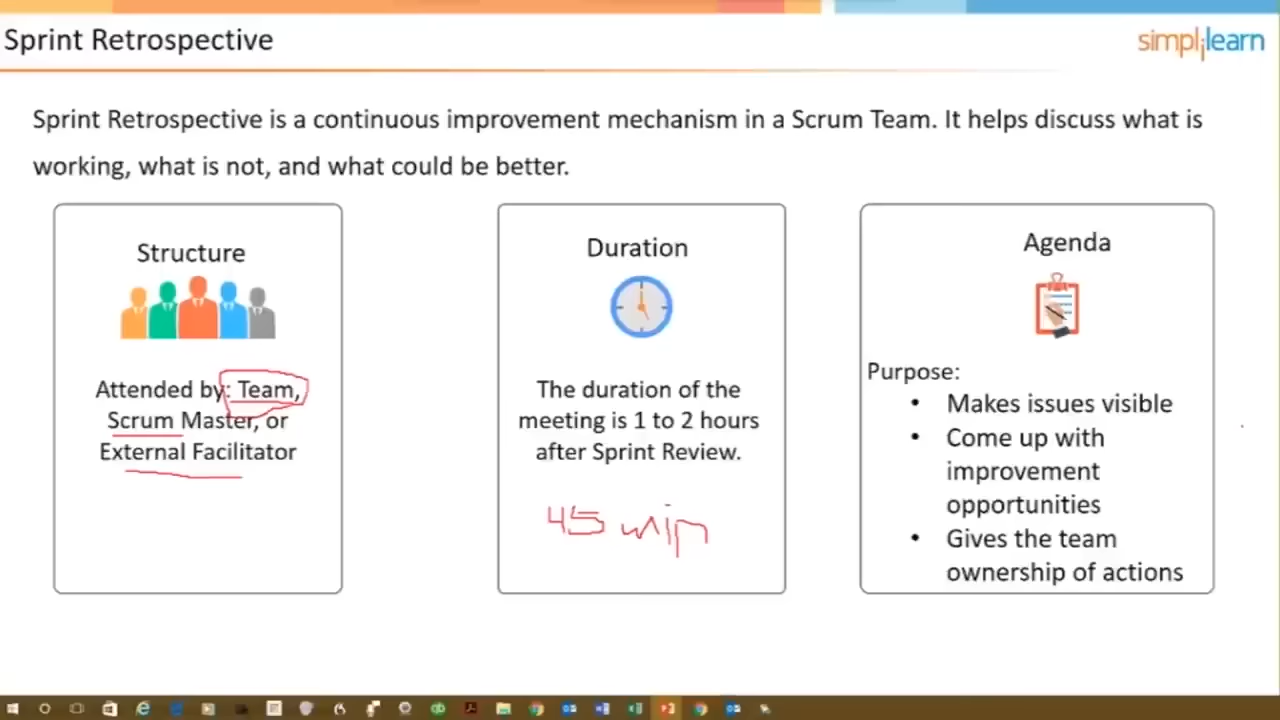 Sprint Retrospective
simplilearn
Sprint Retrospective is a continuous improvement mechanism in a Scrum Team. It helps discuss what is
working, what is not, and what could be better.
Structure
Attended by: Team,
Scrum Master, or
External Facilitator
Duration
The duration of the
meeting is 1 to 2 hours
after Sprint Review.
45 min
Agenda
Purpose:
• Makes issues visible
• Come up with
improvement
opportunities
• Gives the team
ownership of actions